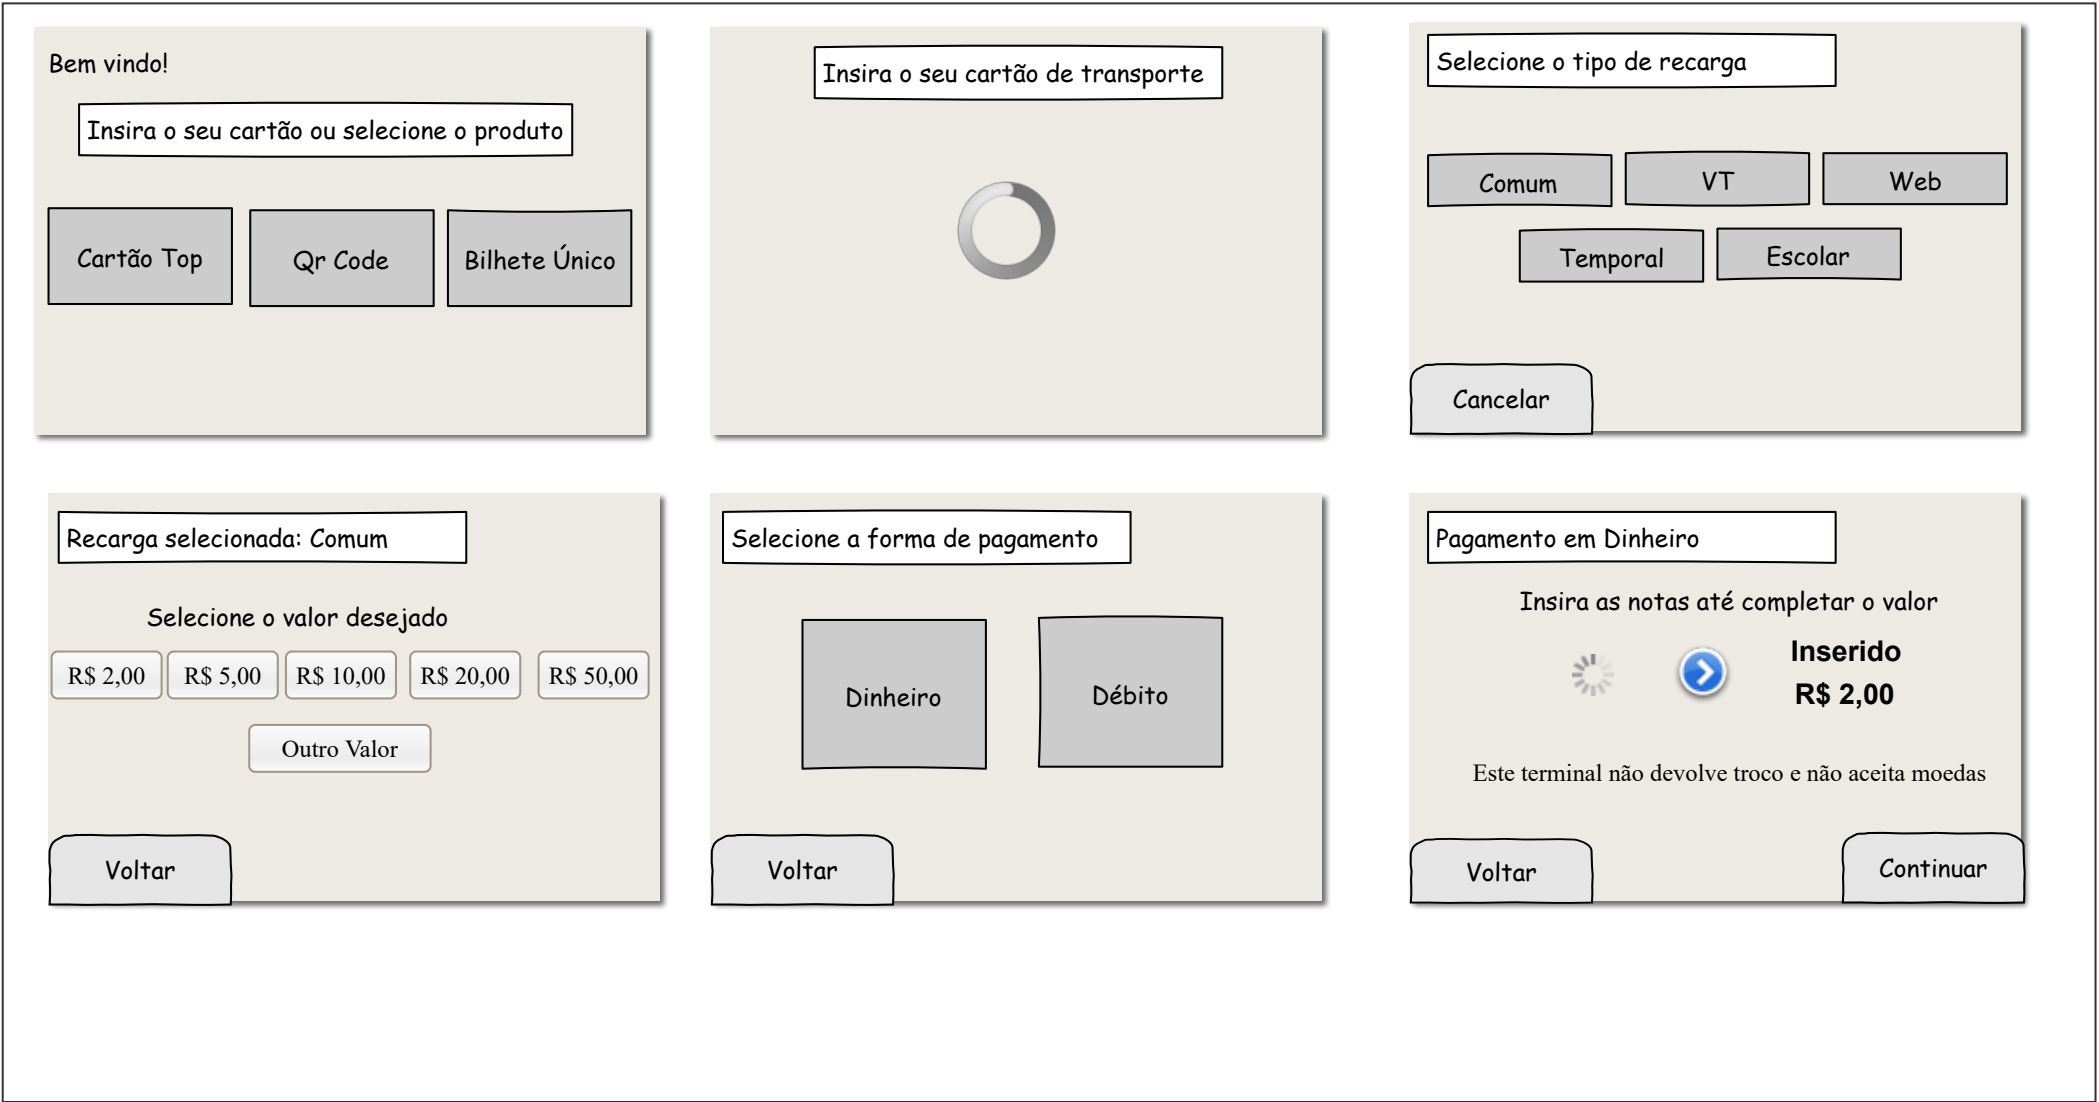 Bem vindo!
Insira o seu cartão ou selecione o produto
Cartão Top
Qr Code
Bilhete Único
Insira o seu cartão de transporte
Selecione o tipo de recarga
Comum
VT
Web
Temporal
Escolar
Cancelar
Recarga selecionada: Comum
Selecione o valor desejado
R$ 2,00
R$ 5,00
R$ 10,00
R$ 20,00
R$ 50,00
Outro Valor
Voltar
Selecione a forma de pagamento
Dinheiro
Débito
Voltar
Pagamento em Dinheiro
Insira as notas até completar o valor
Inserido
R$ 2,00
Este terminal não devolve troco e não aceita moedas
Voltar
Continuar